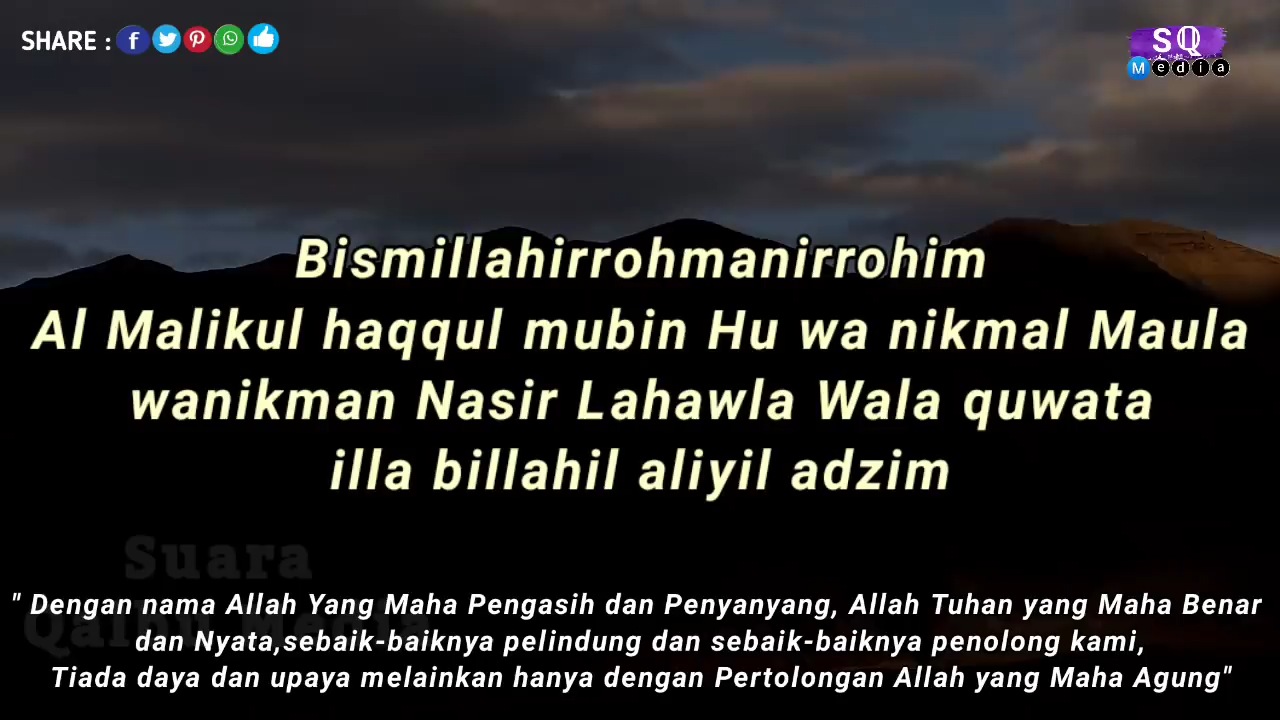 SHARE :
SQ
Media
Bismillahirrohmanirrohim
Al Malikul haqqul mubin Hu wa nikmal Maula
wanikman Nasir Lahawla Wala quwata
illa billahil aliyil adzim
Suara
Qalbu Media
" Dengan nama Allah Yang Maha Pengasih dan Penyanyang, Allah Tuhan yang Maha Benar
dan Nyata,sebaik-baiknya pelindung dan sebaik-baiknya penolong kami,
Tiada daya dan upaya melainkan hanya dengan Pertolongan Allah yang Maha Agung"